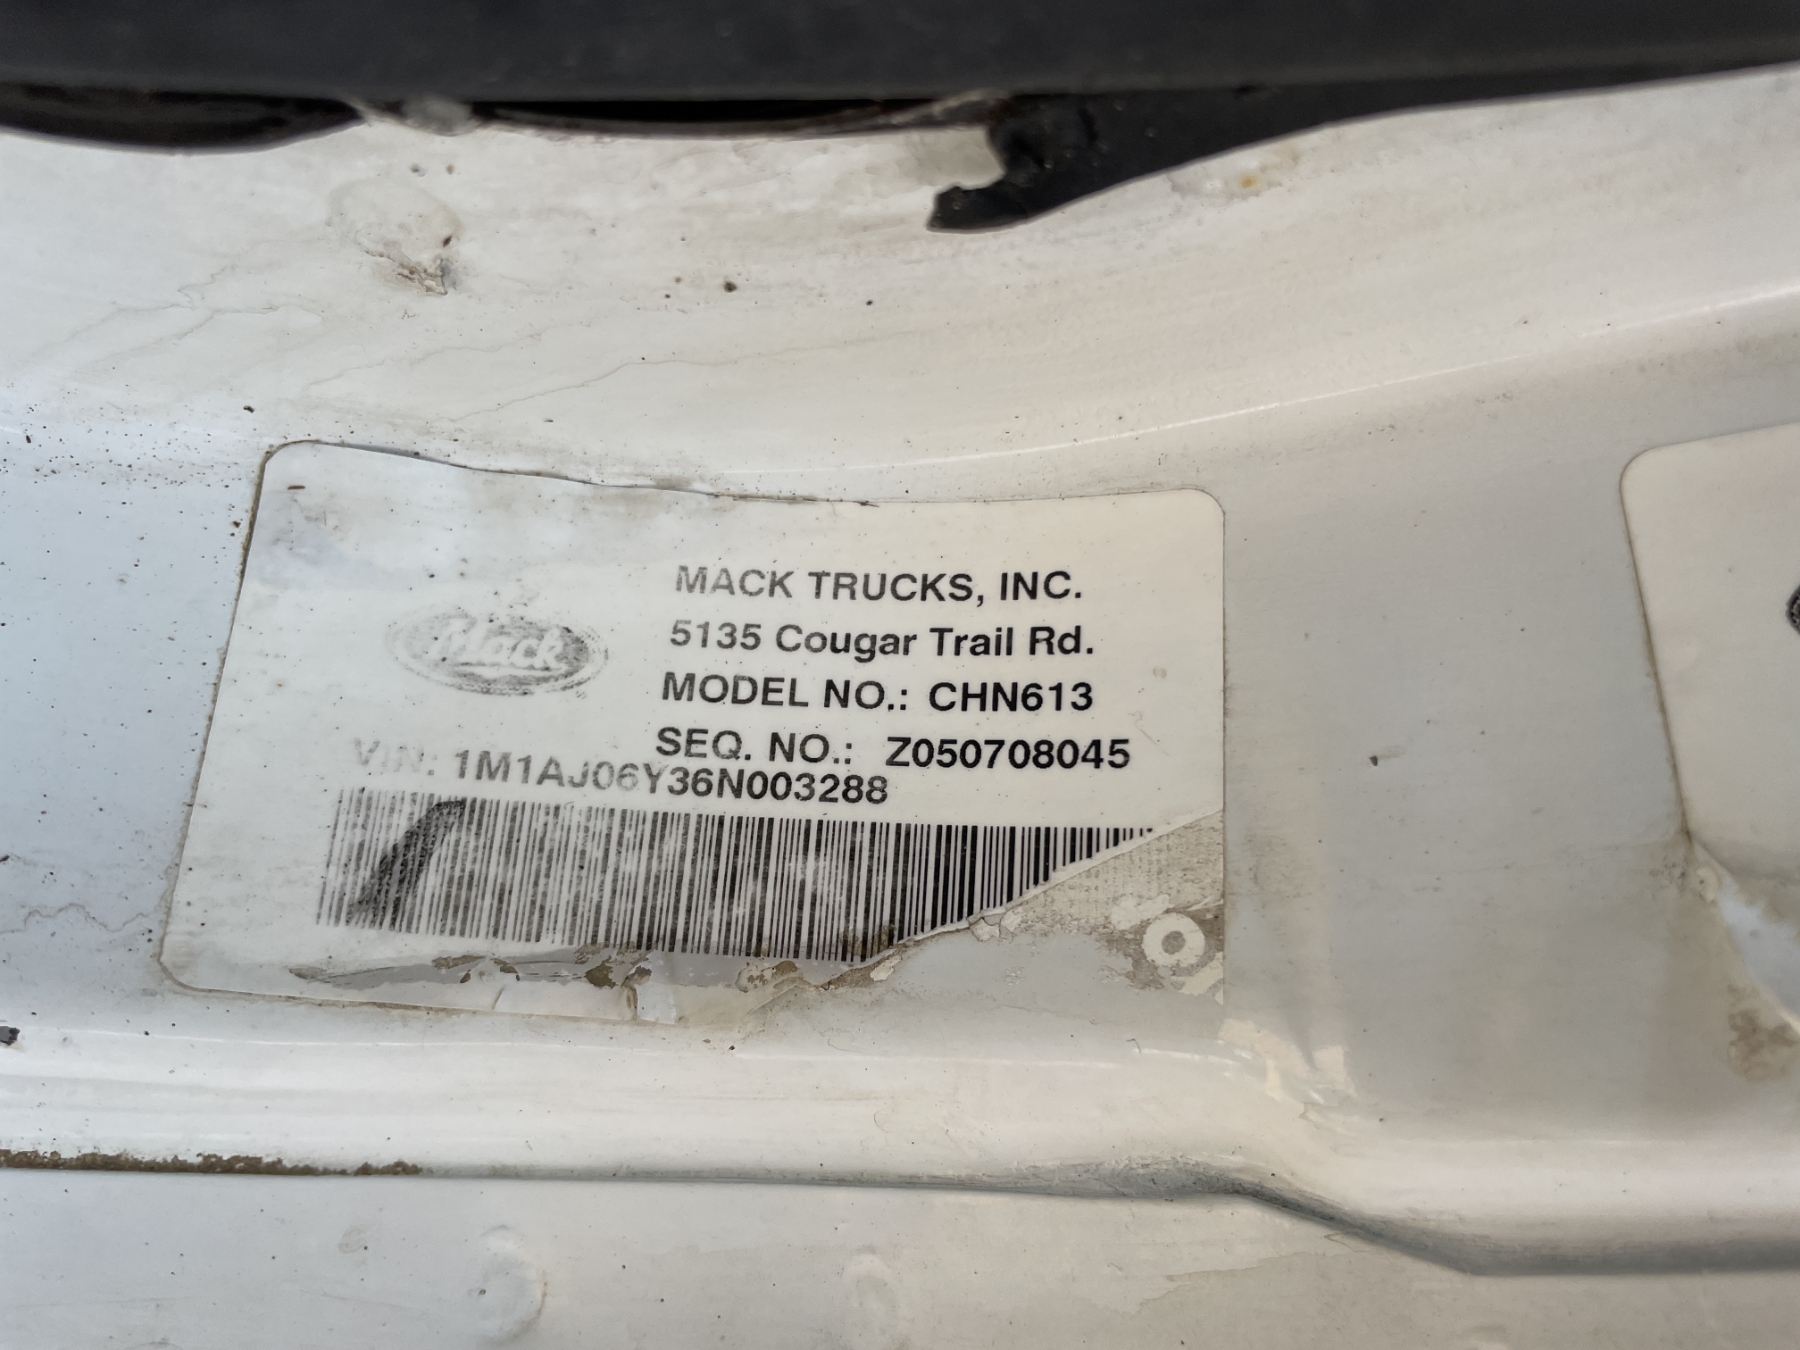 MACK TRUCKS, INC.
5135 Cougar Trail Rd.
Mack
MODEL NO.: CHN613
SEQ. NO.: Z050708045
VIN: 1M1AJ06Y36N003288